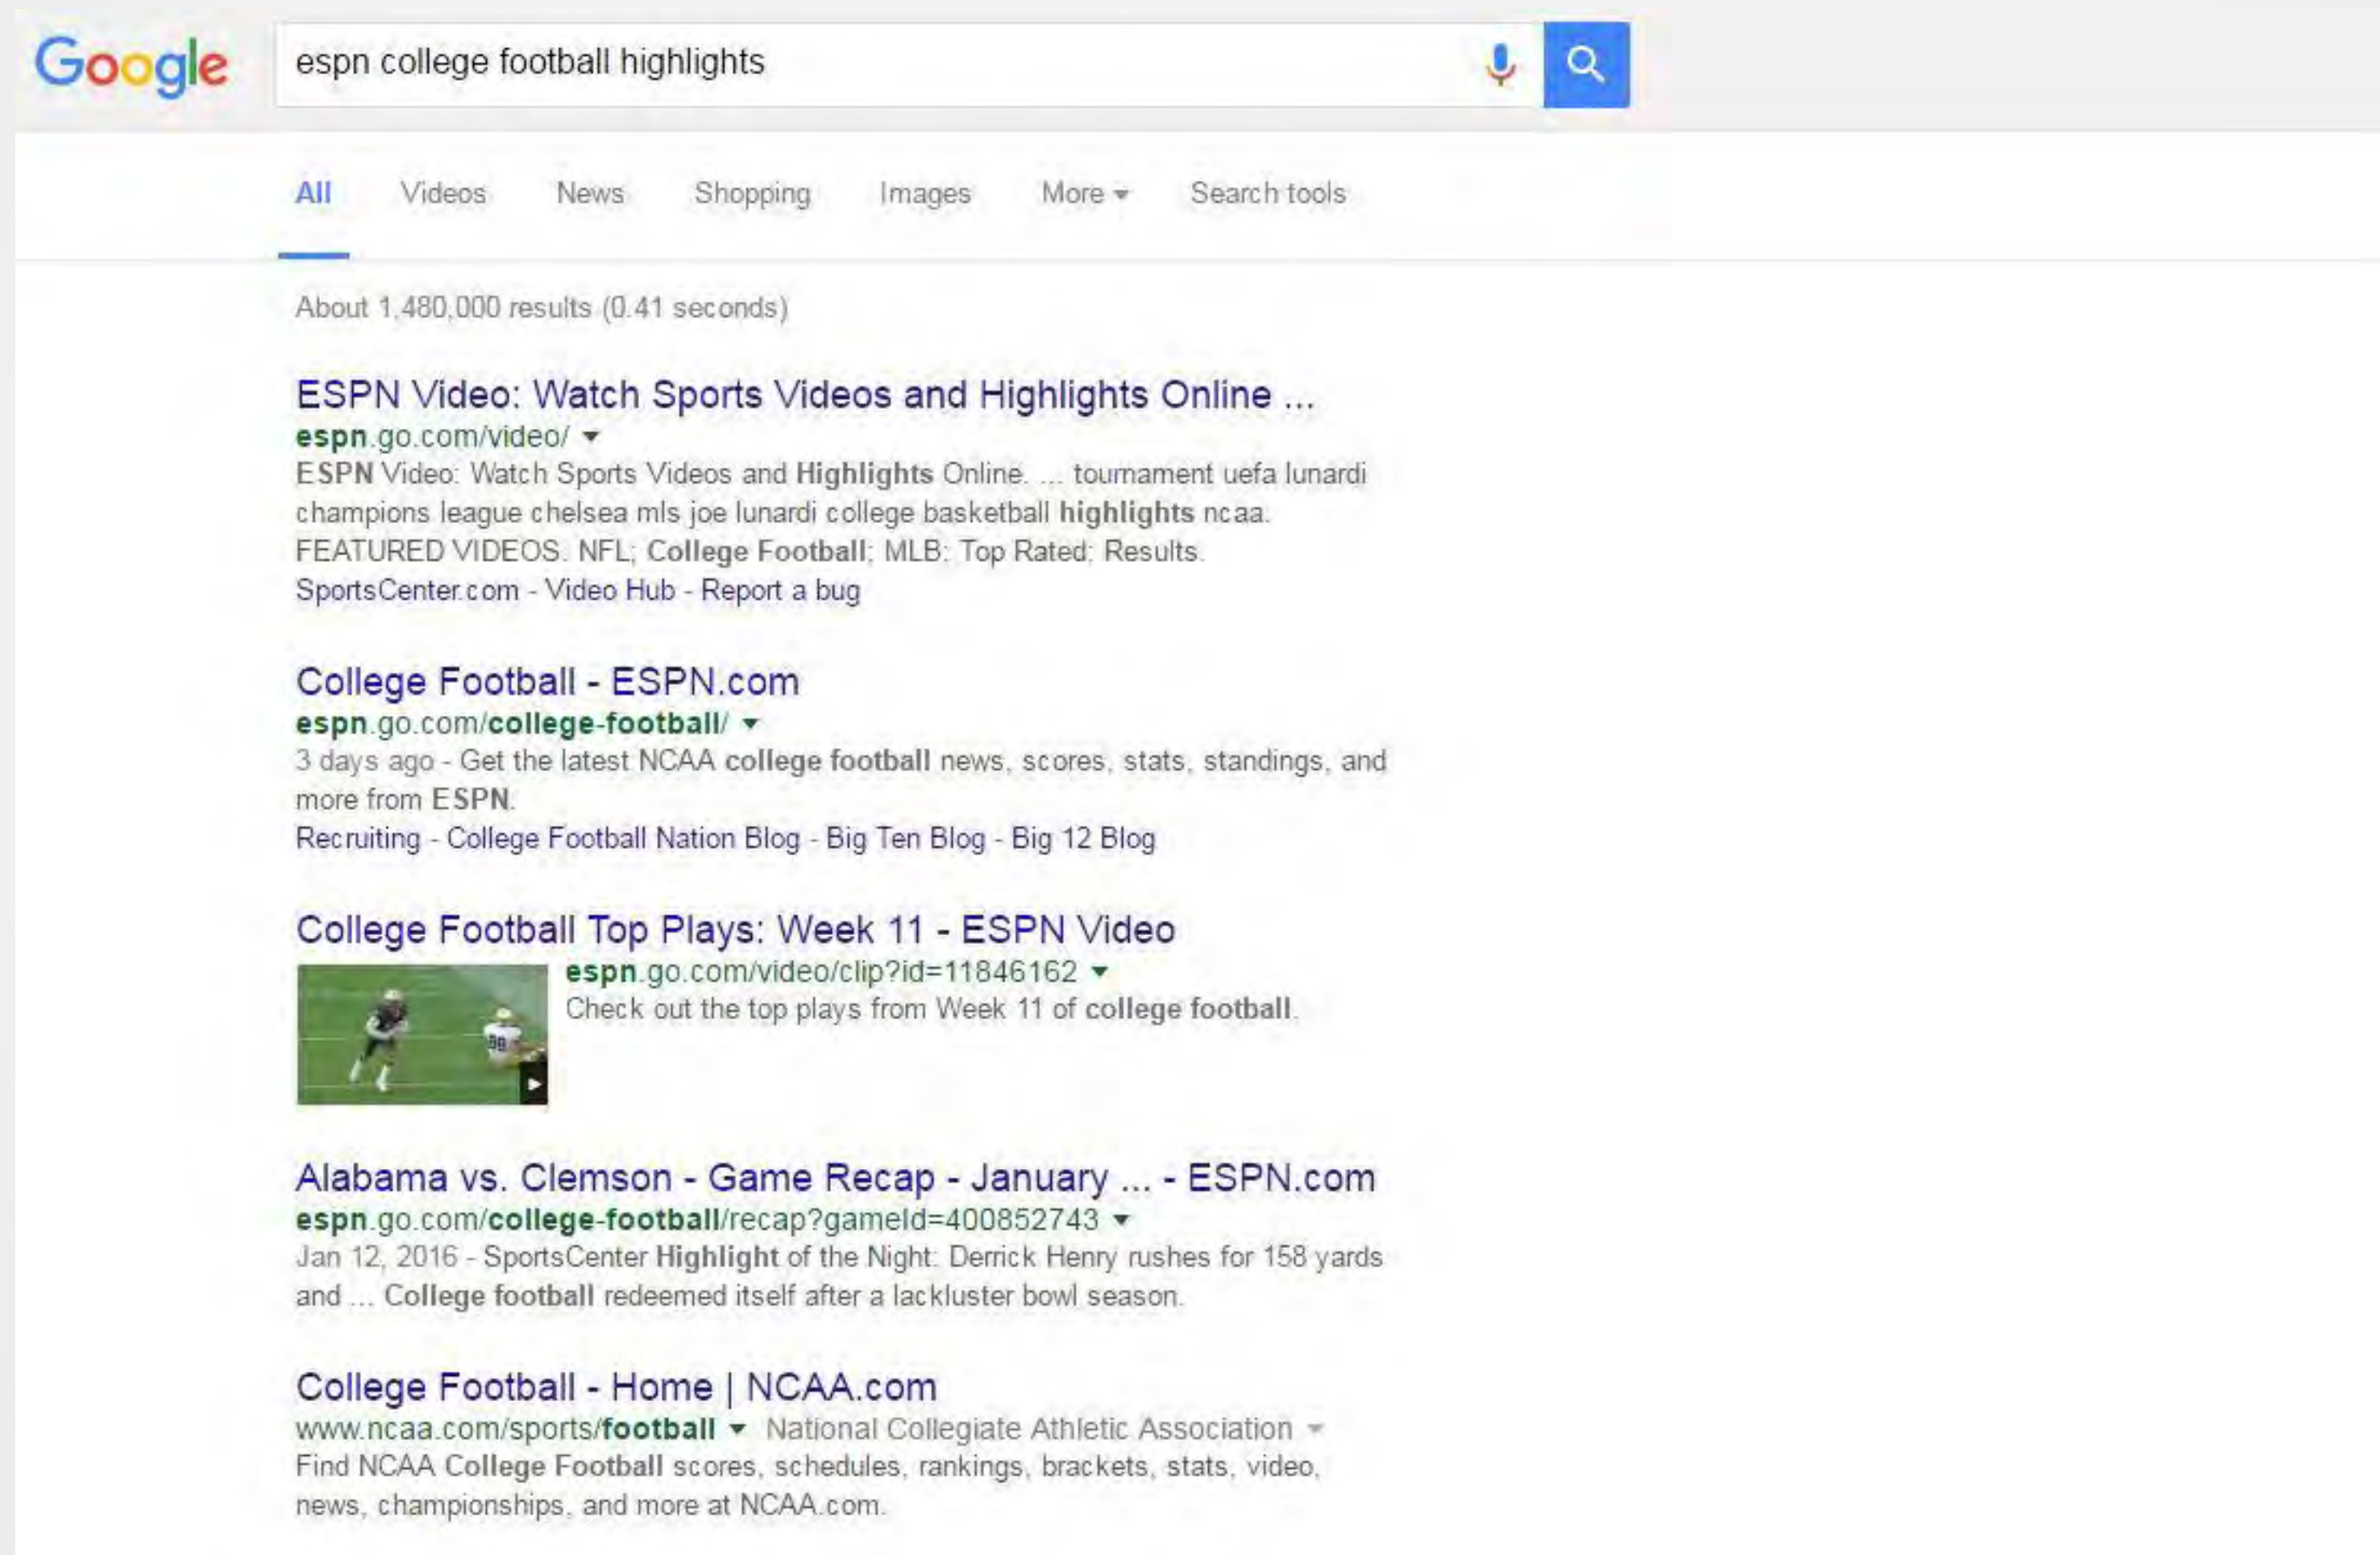 Google espn college football highlights
All Videos News Shopping Images More Search tools
About 1,480,000 results (0.41 seconds)
ESPN Video: Watch Sports Videos and Highlights Online ...
espn.go.com/video/
ESPN Video: Watch Sports Videos and Highlights Online. ... tournament uefa lunardi
champions league chelsea mls joe lunardi college basketball highlights ncaa.
FEATURED VIDEOS. NFL; College Football; MLB; Top Rated; Results.
SportsCenter.com - Video Hub - Report a bug
College Football - ESPN.com
espn.go.com/college-football/
3 days ago - Get the latest NCAA college football news, scores, stats, standings, and
more from ESPN.
Recruiting - College Football Nation Blog - Big Ten Blog - Big 12 Blog
College Football Top Plays: Week 11 - ESPN Video
espn.go.com/video/clip?id=11846162
Check out the top plays from Week 11 of college football.
99
Alabama vs. Clemson - Game Recap - January ... - ESPN.com
espn.go.com/college-football/recap?gameId=400852743
Jan 12, 2016 - SportsCenter Highlight of the Night: Derrick Henry rushes for 158 yards
and ... College football redeemed itself after a lackluster bowl season.
College Football - Home | NCAA.com
www.ncaa.com/sports/football National Collegiate Athletic Association
Find NCAA College Football scores, schedules, rankings, brackets, stats, video,
news, championships, and more at NCAA.com.